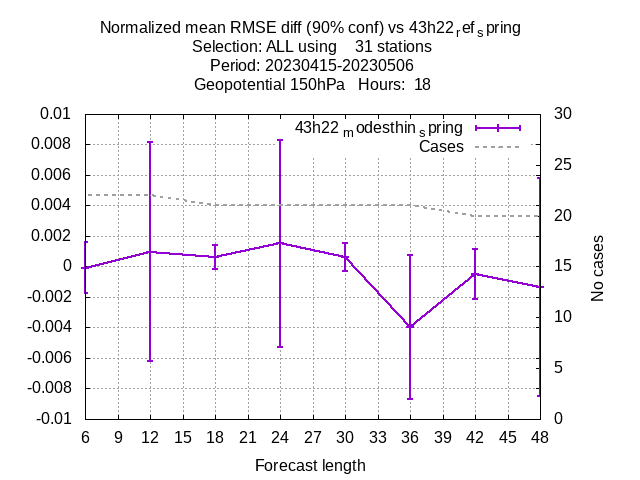 Normalized mean RMSE diff (90% conf) vs 43h22refspring
Selection: ALL using 31 stations
Period: 20230415-20230506
Geopotential 150hPa Hours: 18
43h22 modesthinspring
Cases
0.01
0.008
0.006
0.004
0.002
0
-0.002
-0.004
-0.006
-0.008
-0.01
30
25
20
15
10
5
0
No cases
6 9 12 15 18 21 24 27 30 33 36 39 42 45 48
Forecast length